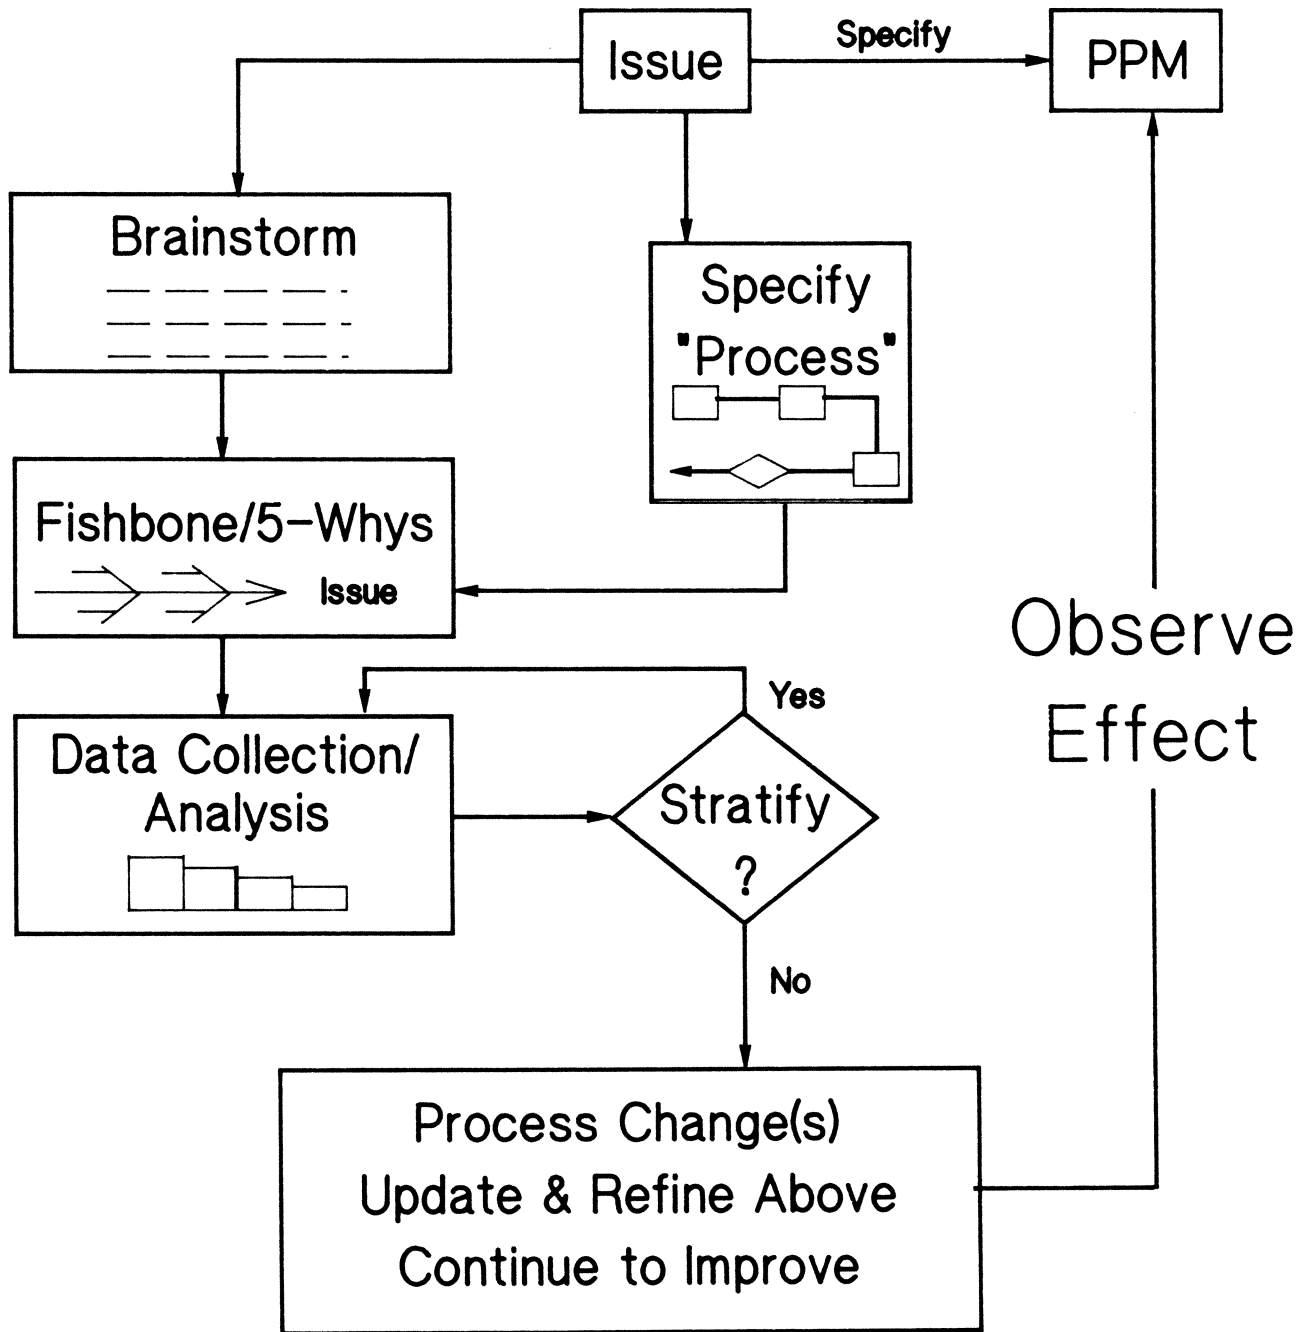 Issue
Specify
PPM
Brainstorm
Specify
"Process"
Fishbone/5-Whys
Issue
Observe
Effect
Yes
Data Collection/
Analysis
Stratify
?
No
Process Change(s)
Update & Refine Above
Continue to Improve